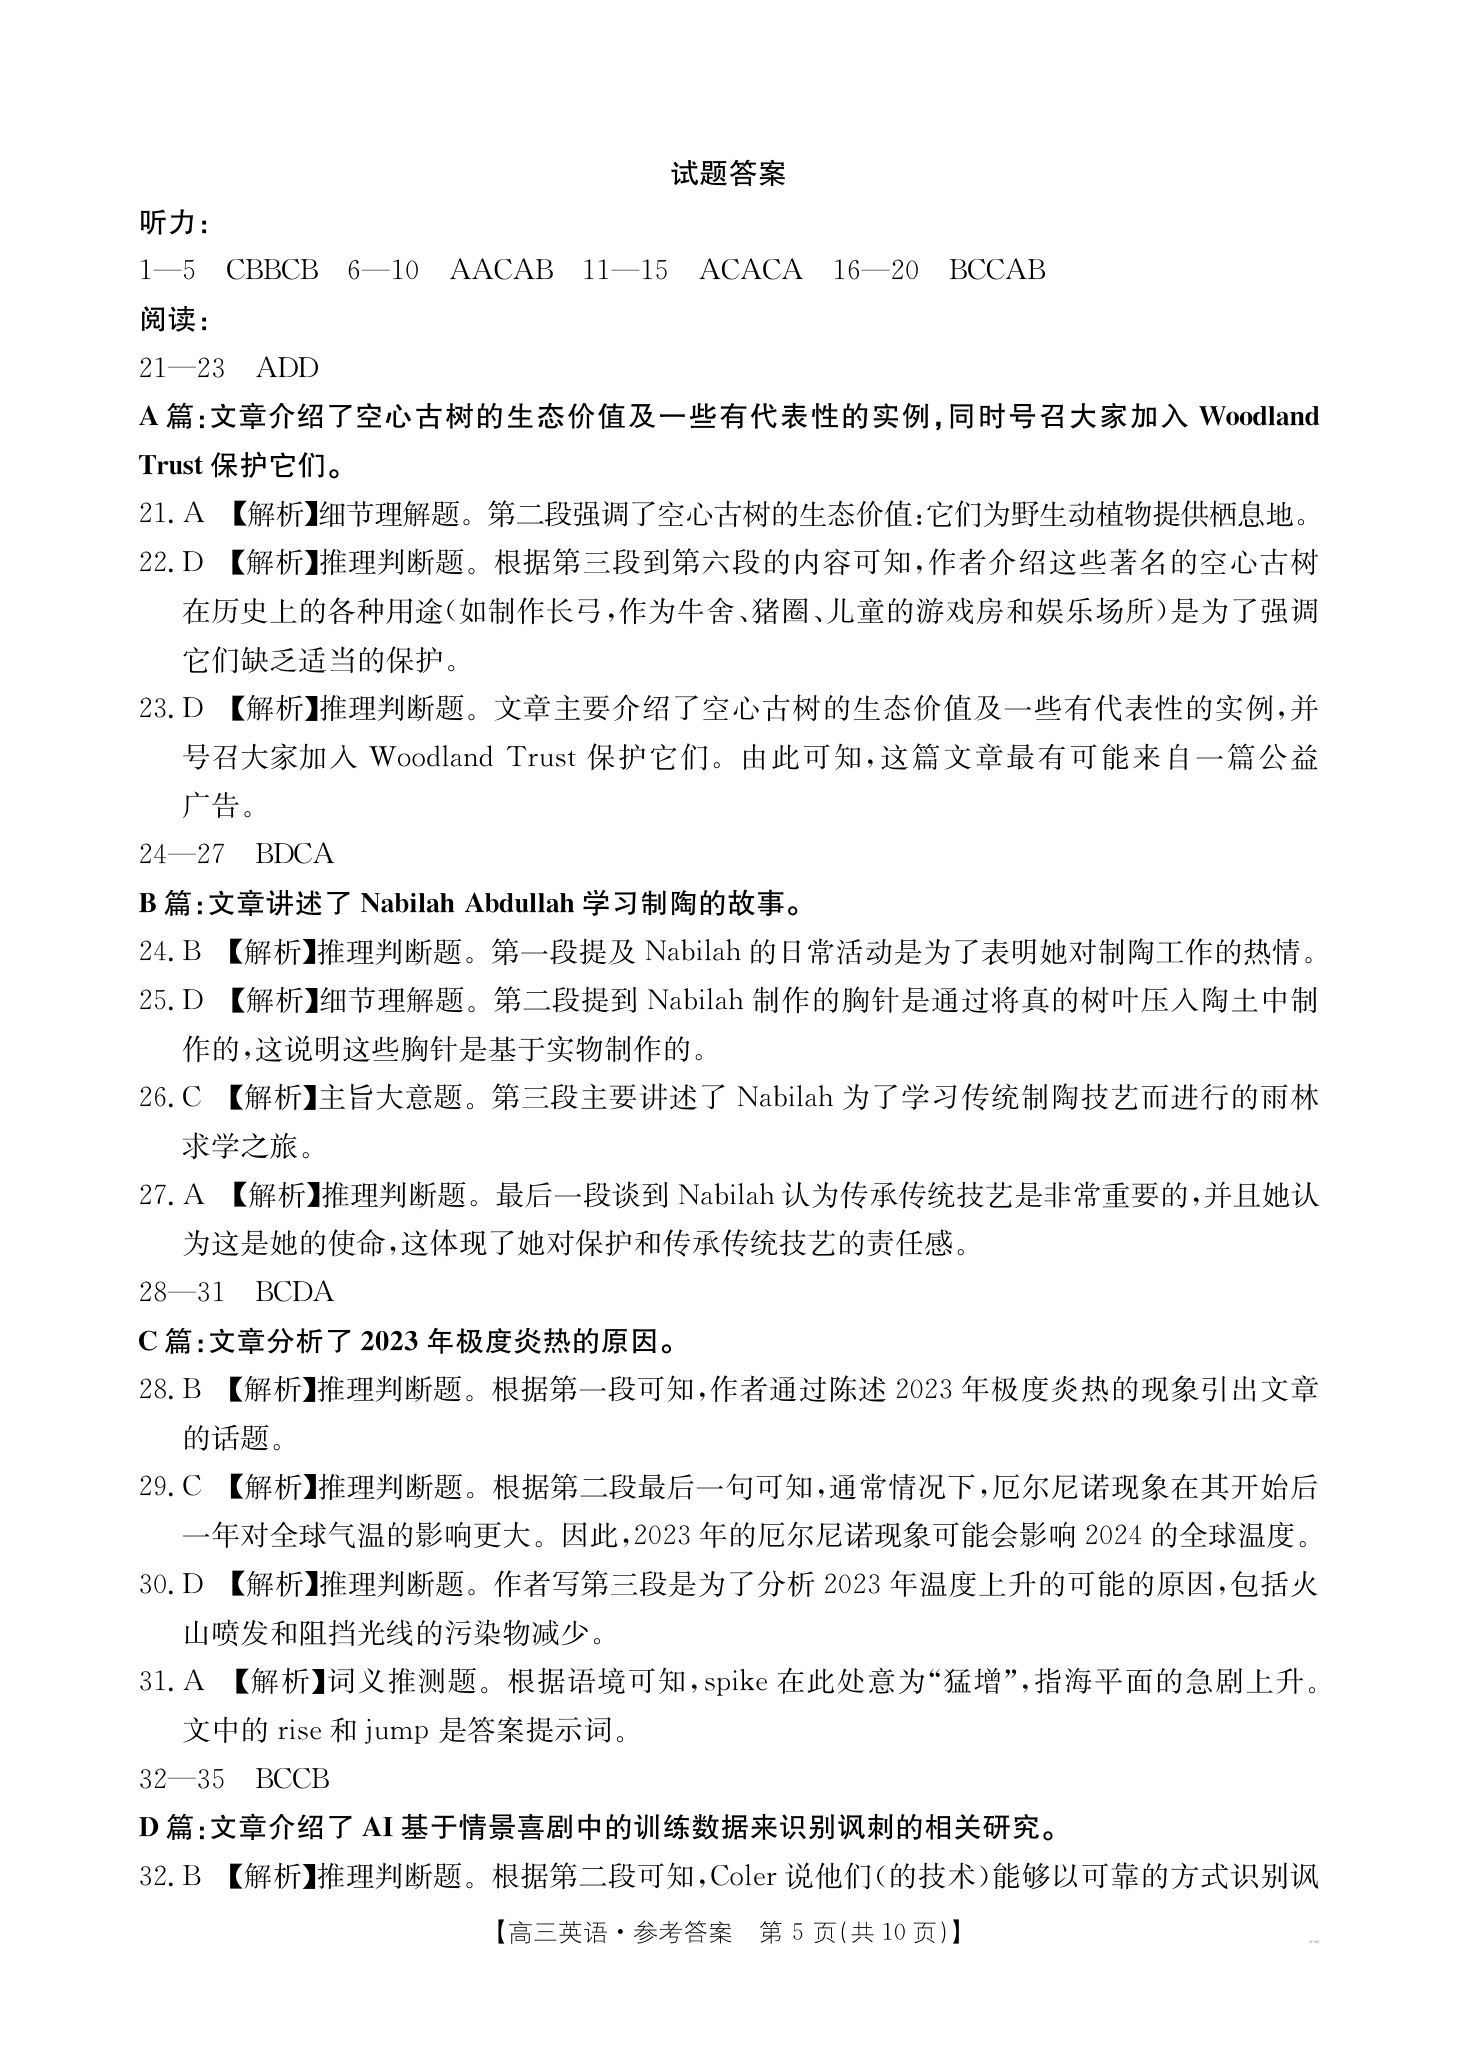 试题答案
听力:
1—5 CBBCB 6—10 AACAB 11—15 ACACA 16—20 BCCAB
阅读:
21—23 ADD
A 篇:文章介绍了空心古树的生态价值及一些有代表性的实例,同时号召大家加入 Woodland
Trust 保护它们。
21. A 【解析】细节理解题。第二段强调了空心古树的生态价值:它们为野生动植物提供栖息地。
22. D 【解析】推理判断题。根据第三段到第六段的内容可知,作者介绍这些著名的空心古树
在历史上的各种用途(如制作长弓,作为牛舍、猪圈、儿童的游戏房和娱乐场所)是为了强调
它们缺乏适当的保护。
23. D 【解析】推理判断题。文章主要介绍了空心古树的生态价值及一些有代表性的实例,并
号召大家加入 Woodland Trust 保护它们。由此可知,这篇文章最有可能来自一篇公益
广告。
24—27 BDCA
B 篇:文章讲述了 Nabilah Abdullah 学习制陶的故事。
24. B 【解析】推理判断题。第一段提及 Nabilah 的日常活动是为了表明她对制陶工作的热情。
25. D 【解析】细节理解题。第二段提到 Nabilah 制作的胸针是通过将真的树叶压入陶土中制
作的,这说明这些胸针是基于实物制作的。
26. C 【解析】主旨大意题。第三段主要讲述了 Nabilah 为了学习传统制陶技艺而进行的雨林
求学之旅。
27. A 【解析】推理判断题。最后一段谈到 Nabilah 认为传承传统技艺是非常重要的,并且她认
为这是她的使命,这体现了她对保护和传承传统技艺的责任感。
28—31 BCDA
C 篇:文章分析了 2023 年极度炎热的原因。
28. B 【解析】推理判断题。根据第一段可知,作者通过陈述 2023 年极度炎热的现象引出文章
的话题。
29. C 【解析】推理判断题。根据第二段最后一句可知,通常情况下,厄尔尼诺现象在其开始后
一年对全球气温的影响更大。因此,2023 年的厄尔尼诺现象可能会影响 2024 的全球温度。
30. D 【解析】推理判断题。作者写第三段是为了分析 2023 年温度上升的可能的原因,包括火
山喷发和阻挡光线的污染物减少。
31. A 【解析】词义推测题。根据语境可知,spike 在此处意为“猛增”,指海平面的急剧上升。
文中的 rise 和 jump 是答案提示词。
32—35 BCCB
D 篇:文章介绍了 AI 基于情景喜剧中的训练数据来识别讽刺的相关研究。
32. B 【解析】推理判断题。根据第二段可知,Coler 说他们(的技术)能够以可靠的方式识别讽
【高三英语·参考答案 第 5 页(共 10 页)】